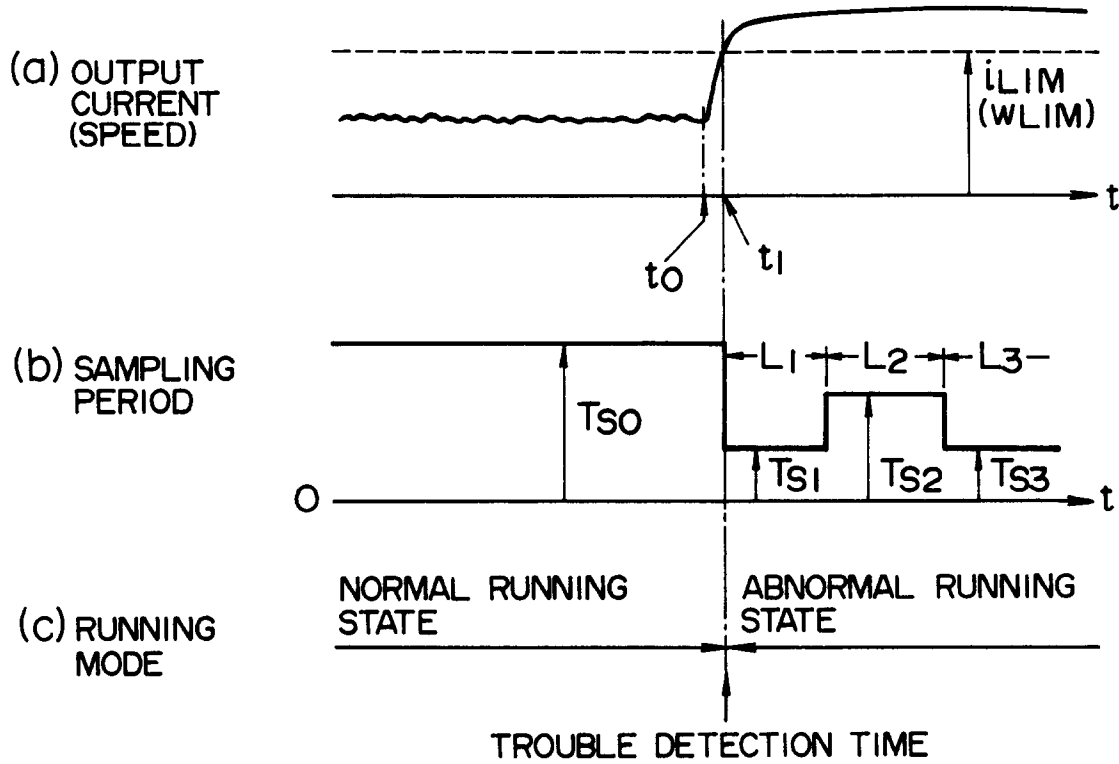 (a) OUTPUT
CURRENT
(SPEED)
iLIM
(WLIM)
t
t0
t1
(b) SAMPLING
PERIOD
L1
L2
L3
TS0
TS1
TS2
TS3
0
t
(c) RUNNING
MODE
NORMAL RUNNING
STATE
ABNORMAL RUNNING
STATE
TROUBLE DETECTION TIME